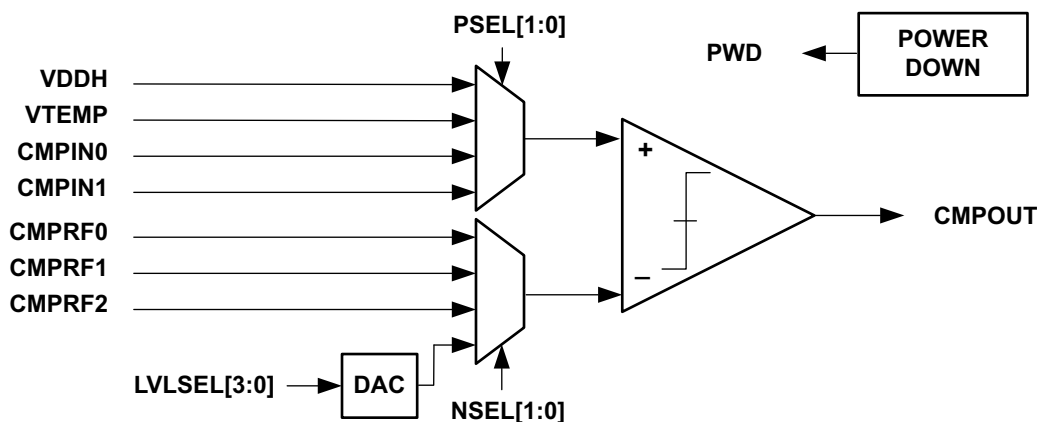 PSEL[1:0]
PWD
POWER
DOWN
VDDH
VTEMP
CMPIN0
CMPIN1
CMPRF0
CMPRF1
CMPRF2
+
−
CMPOUT
LVLSEL[3:0]
DAC
NSEL[1:0]